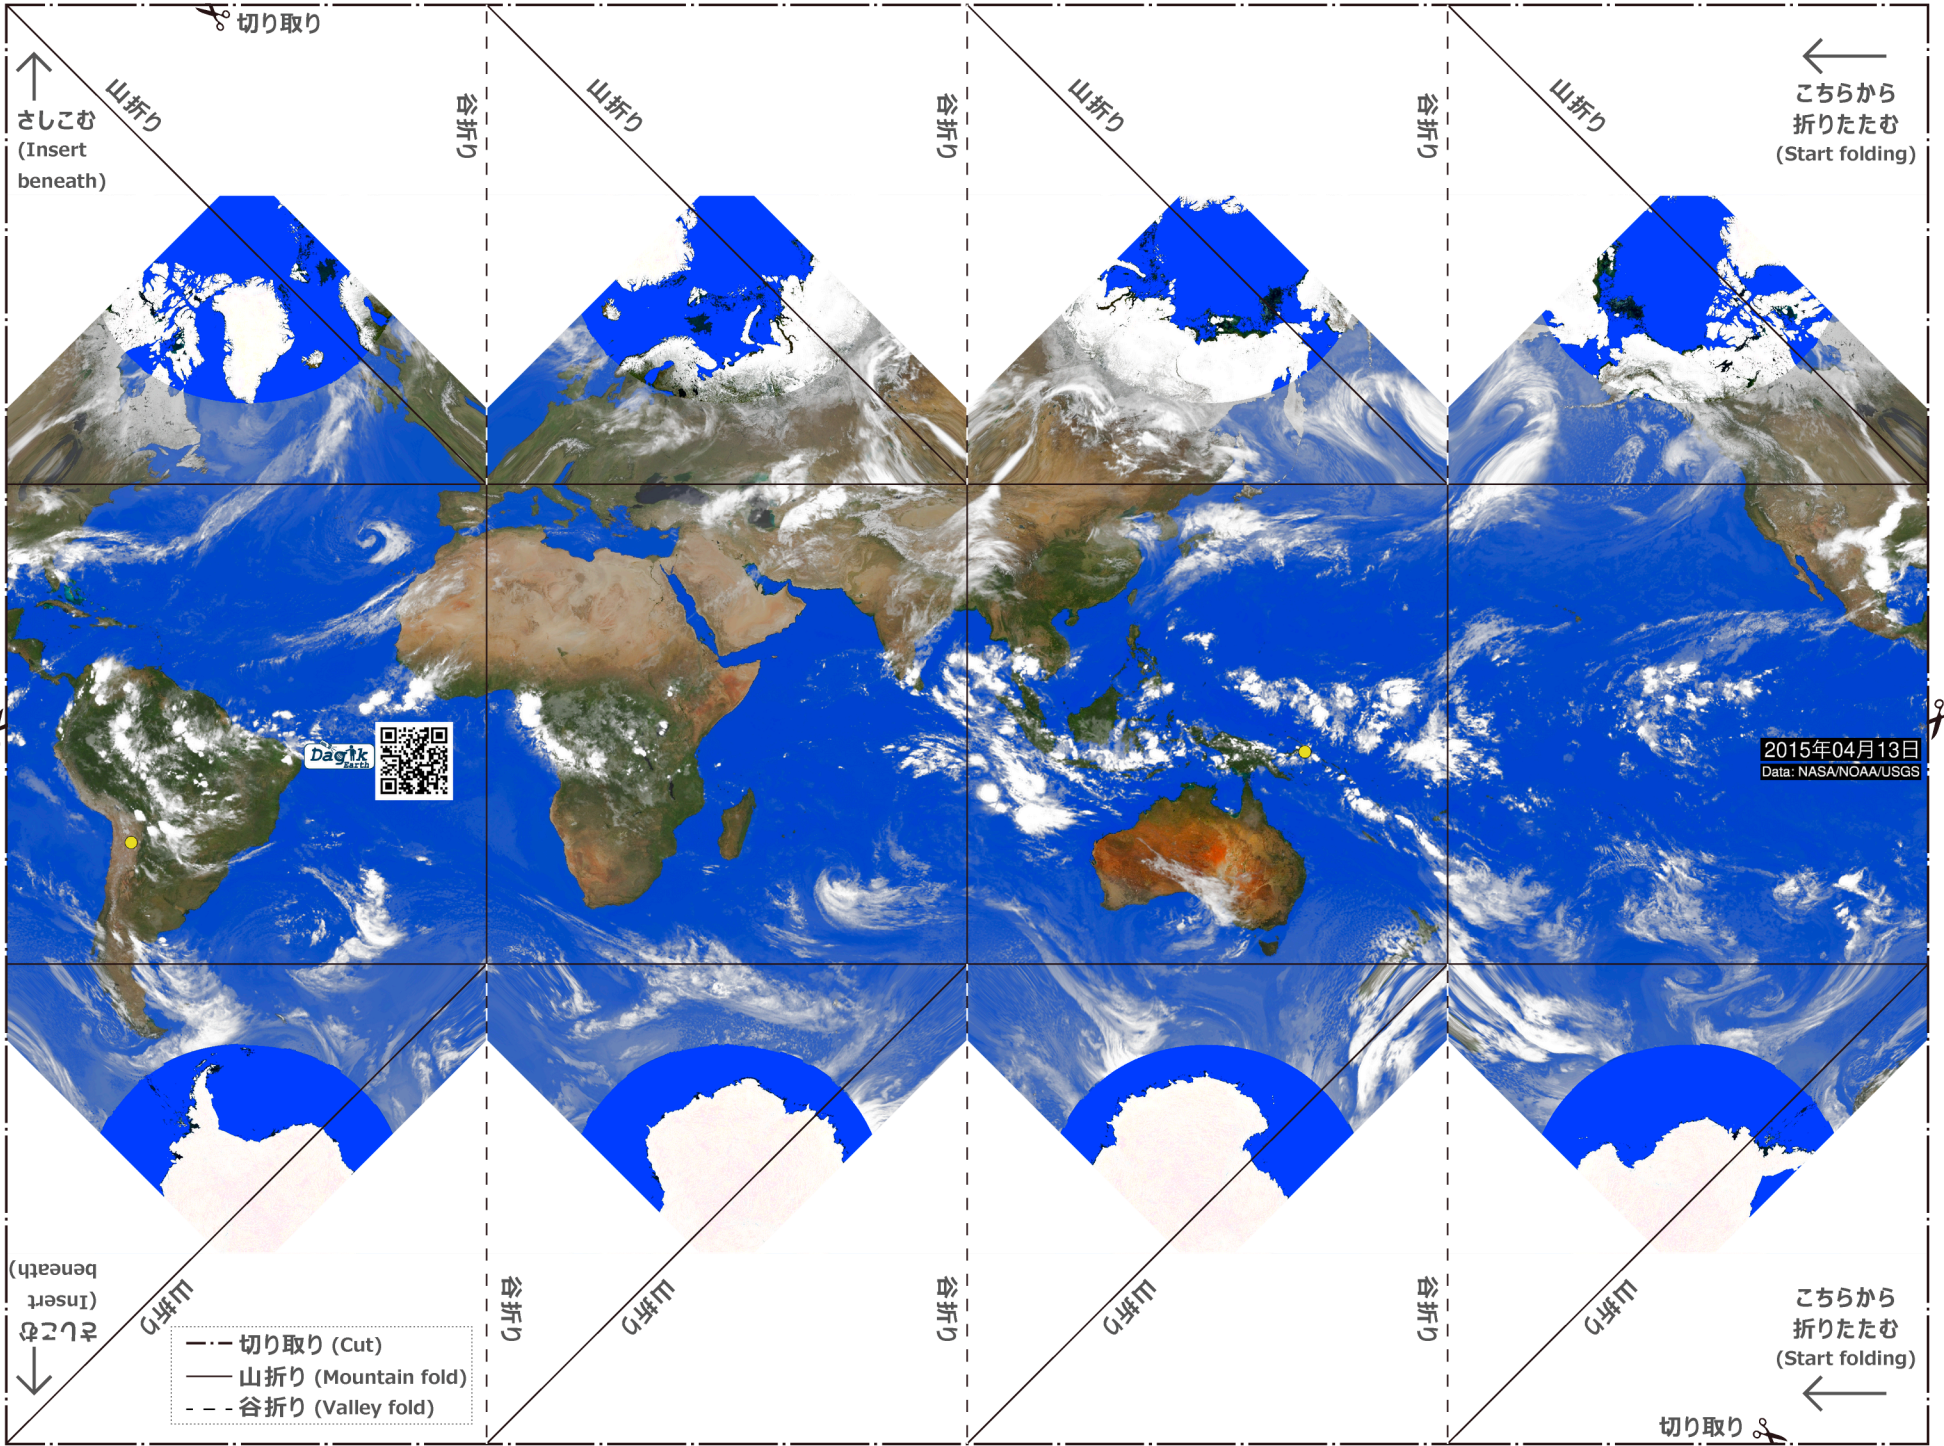 切り取り
山折り
谷折り
山折り
谷折り
山折り
谷折り
山折り
さしこむ
(Insert
beneath)
こちらから
折りたたむ
(Start folding)
Dagik
Earth
2015年04月13日
Data: NASA/NOAA/USGS
さしこむ
(Insert
beneath)
山折り
谷折り
山折り
谷折り
山折り
谷折り
山折り
切り取り (Cut)
山折り (Mountain fold)
谷折り (Valley fold)
こちらから
折りたたむ
(Start folding)
切り取り